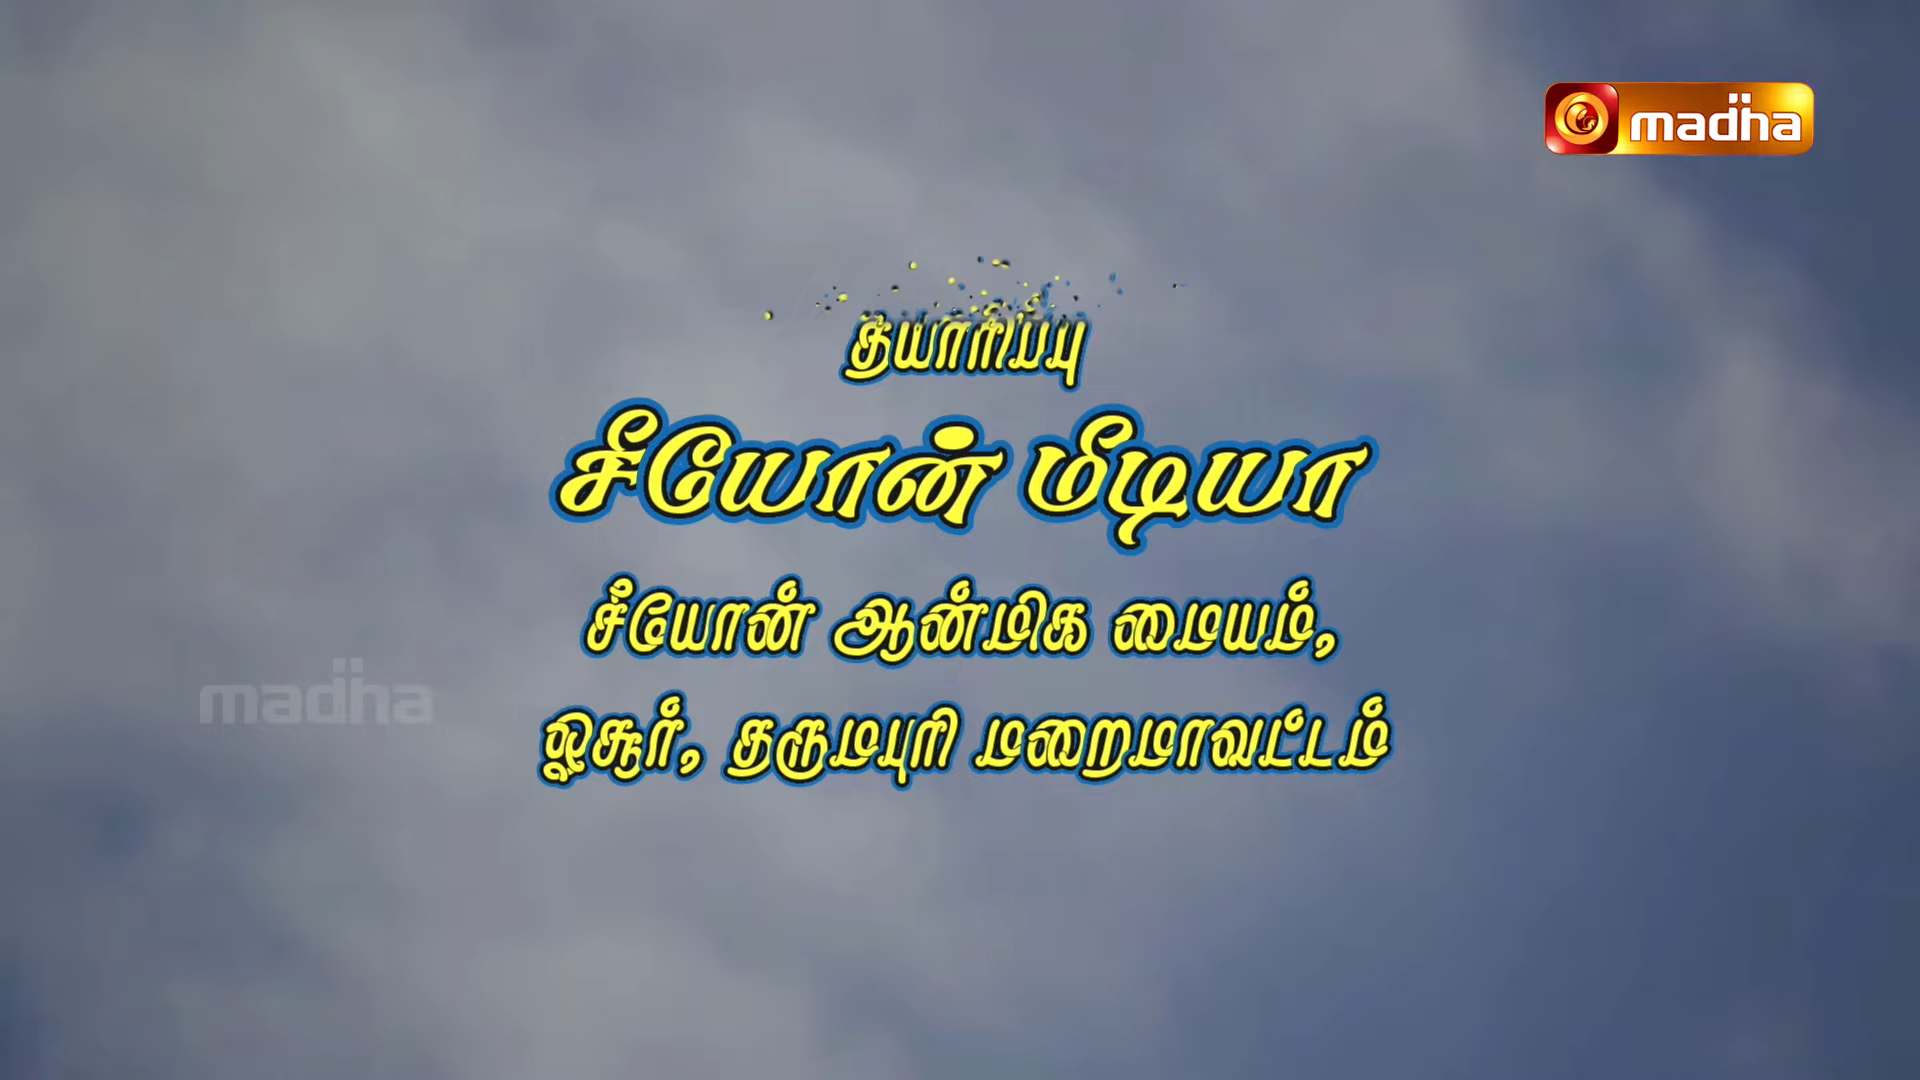 madha
தயாரிப்பு
சீயோன் மீடியா
சீயோன் ஆன்மிக மையம்,
ஓசூர், தருமபுரி மறைமாவட்டம்
madha